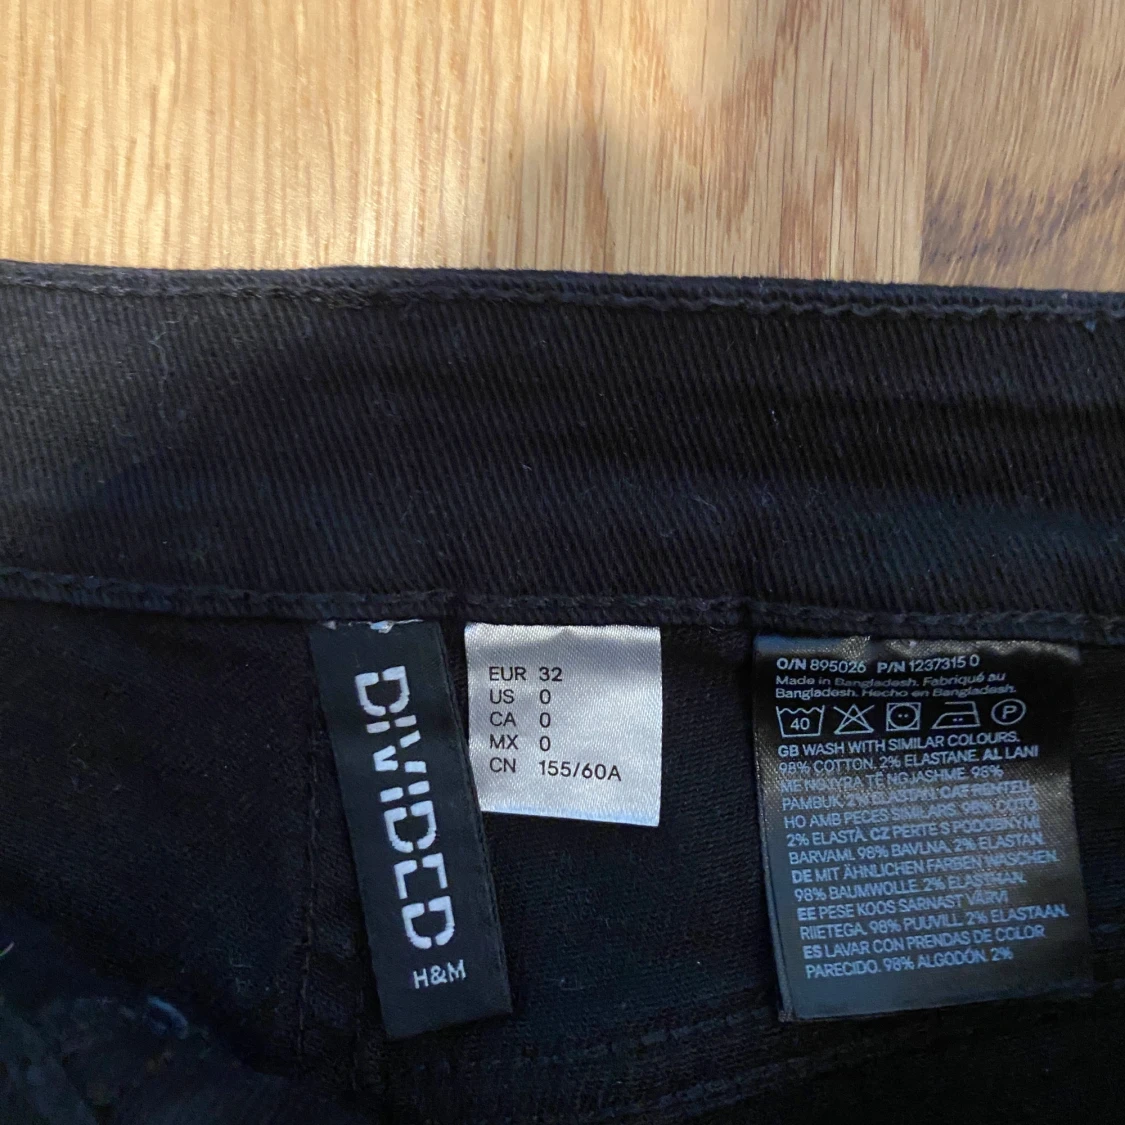 DIVIDED
H&M
EUR 32
US 0
CA 0
MX 0
CN 155/60A
O/N 895026 P/N 1237315 0
Made in Bangladesh. Fabriqué au
Bangladesh. Hecho en Bangladesh.
40 P
GB WASH WITH SIMILAR COLOURS.
98% COTTON. 2% ELASTANE. AL LANI
ME NGJYRA TË NGJASHME. 98%
PAMBUK. 2% ELASTAN. CAT RENTEU-
HO AMB PECES SIMILARS. 98% COTÓ.
2% ELASTÀ. CZ PERTE S PODOBNÝMI
BARVAMI. 98% BAVLNA. 2% ELASTAN.
DE MIT ÄHNLICHEN FARBEN WASCHEN.
98% BAUMWOLLE. 2% ELASTHAN.
EE PESE KOOS SARNAST VÄRVI
RIIETEGA. 98% PUUVILL. 2% ELASTAAN.
ES LAVAR CON PRENDAS DE COLOR
PARECIDO. 98% ALGODÓN. 2%